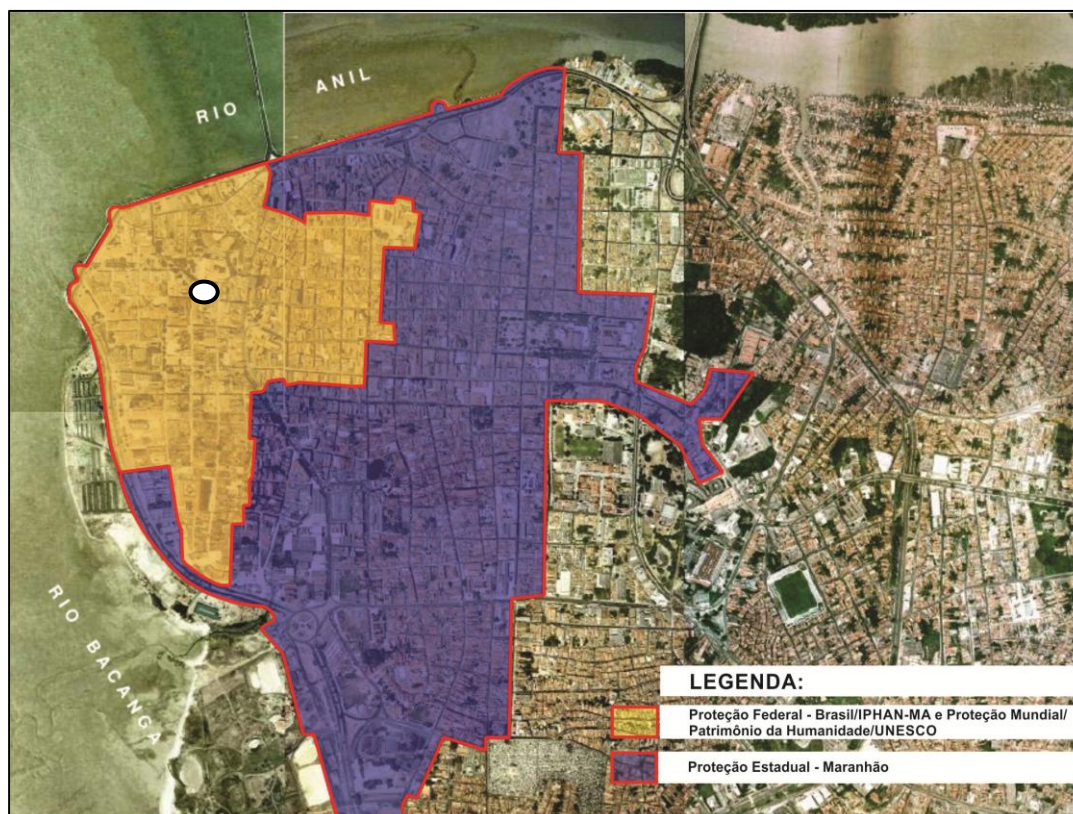 RIO ANIL
RIO BACANGA
LEGENDA:
Proteção Federal - Brasil/IPHAN-MA e Proteção Mundial/
Patrimônio da Humanidade/UNESCO
Proteção Estadual - Maranhão